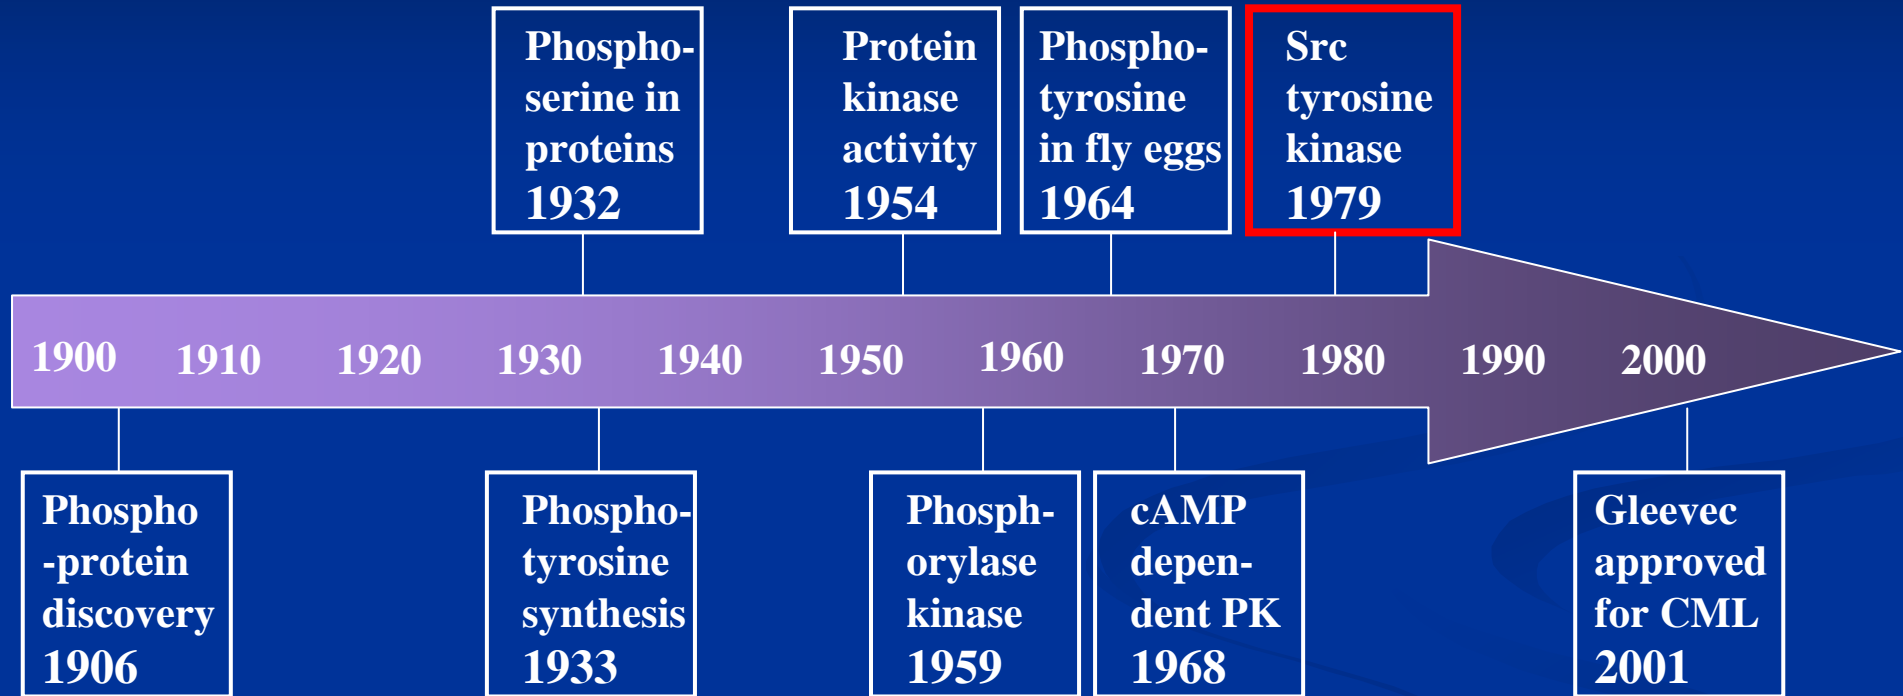 Phospho-
serine in
proteins
1932
Protein
kinase
activity
1954
Phospho-
tyrosine
in fly eggs
1964
Src
tyrosine
kinase
1979
1900 1910 1920 1930 1940 1950 1960 1970 1980 1990 2000
Phospho
-protein
discovery
1906
Phospho-
tyrosine
synthesis
1933
Phosph-
orylase
kinase
1959
cAMP
depen-
dent PK
1968
Gleevec
approved
for CML
2001